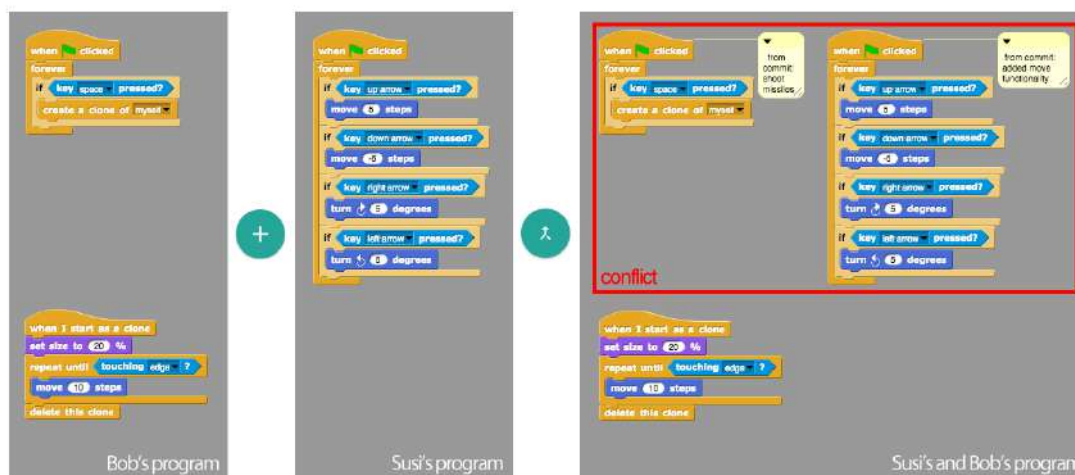 when clicked
forever
if key space pressed?
create a clone of myself
when I start as a clone
set size to 20 %
repeat until touching edge ?
move 10 steps
delete this clone
Bob's program
+
when clicked
forever
if key up arrow pressed?
move 5 steps
if key down arrow pressed?
move -5 steps
if key right arrow pressed?
turn 5 degrees
if key left arrow pressed?
turn 5 degrees
Susi's program
when clicked
forever
if key space pressed?
create a clone of myself
from
commit:
shoot
missiles
when clicked
forever
if key up arrow pressed?
move 5 steps
if key down arrow pressed?
move -5 steps
if key right arrow pressed?
turn 5 degrees
if key left arrow pressed?
turn 5 degrees
from commit:
added move
functionality
conflict
when I start as a clone
set size to 20 %
repeat until touching edge ?
move 10 steps
delete this clone
Susi's and Bob's program